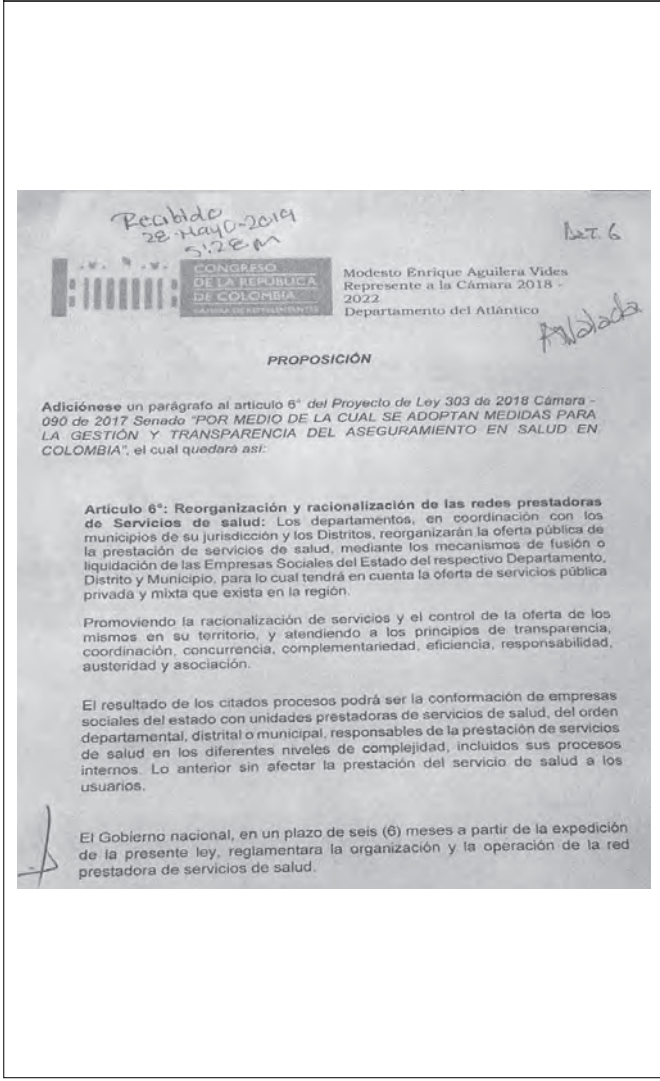 Recibido
28-Mayo-2019
5:28 PM
Art. 6
CONGRESO
DE LA REPÚBLICA
DE COLOMBIA
CÁMARA DE REPRESENTANTES
Modesto Enrique Aguilera Vides
Represente a la Cámara 2018 -
2022
Departamento del Atlántico
Avalada
PROPOSICIÓN
Adiciónese un parágrafo al articulo 6° del Proyecto de Ley 303 de 2018 Cámara -
090 de 2017 Senado "POR MEDIO DE LA CUAL SE ADOPTAN MEDIDAS PARA
LA GESTIÓN Y TRANSPARENCIA DEL ASEGURAMIENTO EN SALUD EN
COLOMBIA", el cual quedará así:
Artículo 6°: Reorganización y racionalización de las redes prestadoras
de Servicios de salud: Los departamentos, en coordinación con los
municipios de su jurisdicción y los Distritos, reorganizarán la oferta pública de
la prestación de servicios de salud, mediante los mecanismos de fusión o
liquidación de las Empresas Sociales del Estado del respectivo Departamento,
Distrito y Municipio, para lo cual tendrá en cuenta la oferta de servicios pública
privada y mixta que exista en la región.
Promoviendo la racionalización de servicios y el control de la oferta de los
mismos en su territorio, y atendiendo a los principios de transparencia,
coordinación, concurrencia, complementariedad, eficiencia, responsabilidad,
austeridad y asociación.
El resultado de los citados procesos podrá ser la conformación de empresas
sociales del estado con unidades prestadoras de servicios de salud, del orden
departamental, distrital o municipal, responsables de la prestación de servicios
de salud en los diferentes niveles de complejidad, incluidos sus procesos
internos. Lo anterior sin afectar la prestación del servicio de salud a los
usuarios.
El Gobierno nacional, en un plazo de seis (6) meses a partir de la expedición
de la presente ley, reglamentara la organización y la operación de la red
prestadora de servicios de salud.